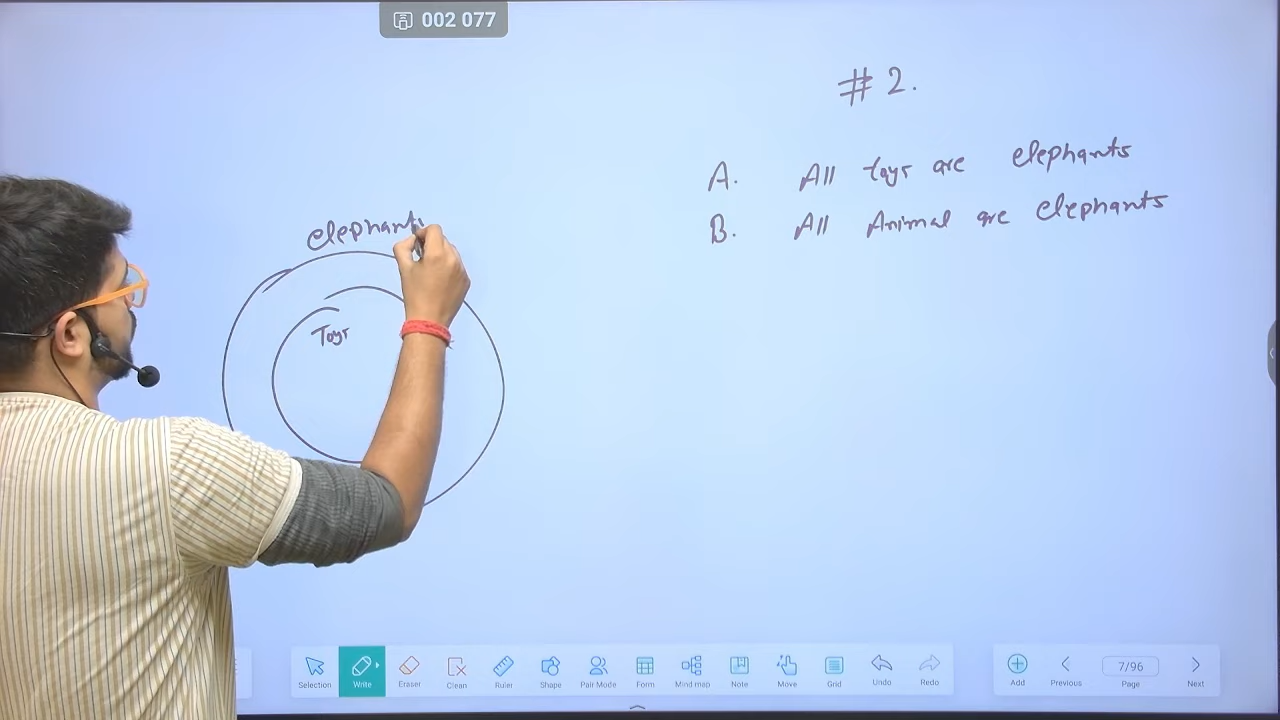 002 077
# 2.
A. All toys are elephants
B. All Animal are elephants
elephants
Toys
Selection Write Eraser Clean Ruler Shape Pair Mode Form Mind map Note Move Grid Undo Redo
Add Previous 7/96 Page Next